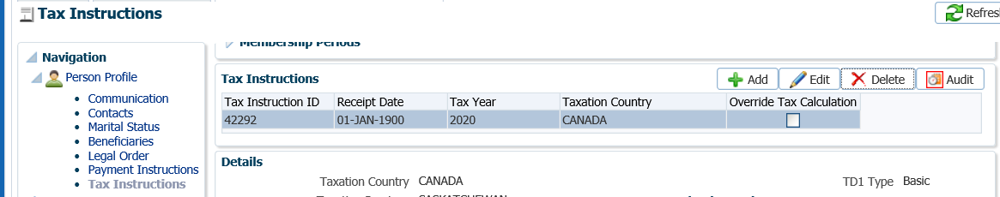 Tax Instructions
Refres
Navigation
Person Profile
Communication
Contacts
Marital Status
Beneficiaries
Legal Order
Payment Instructions
Tax Instructions
Membership Periods
Tax Instructions
Add Edit Delete Audit
Tax Instruction ID Receipt Date Tax Year Taxation Country Override Tax Calculation
42292 01-JAN-1900 2020 CANADA
Details
Taxation Country CANADA TD1 Type Basic
SASKATCHEWAN